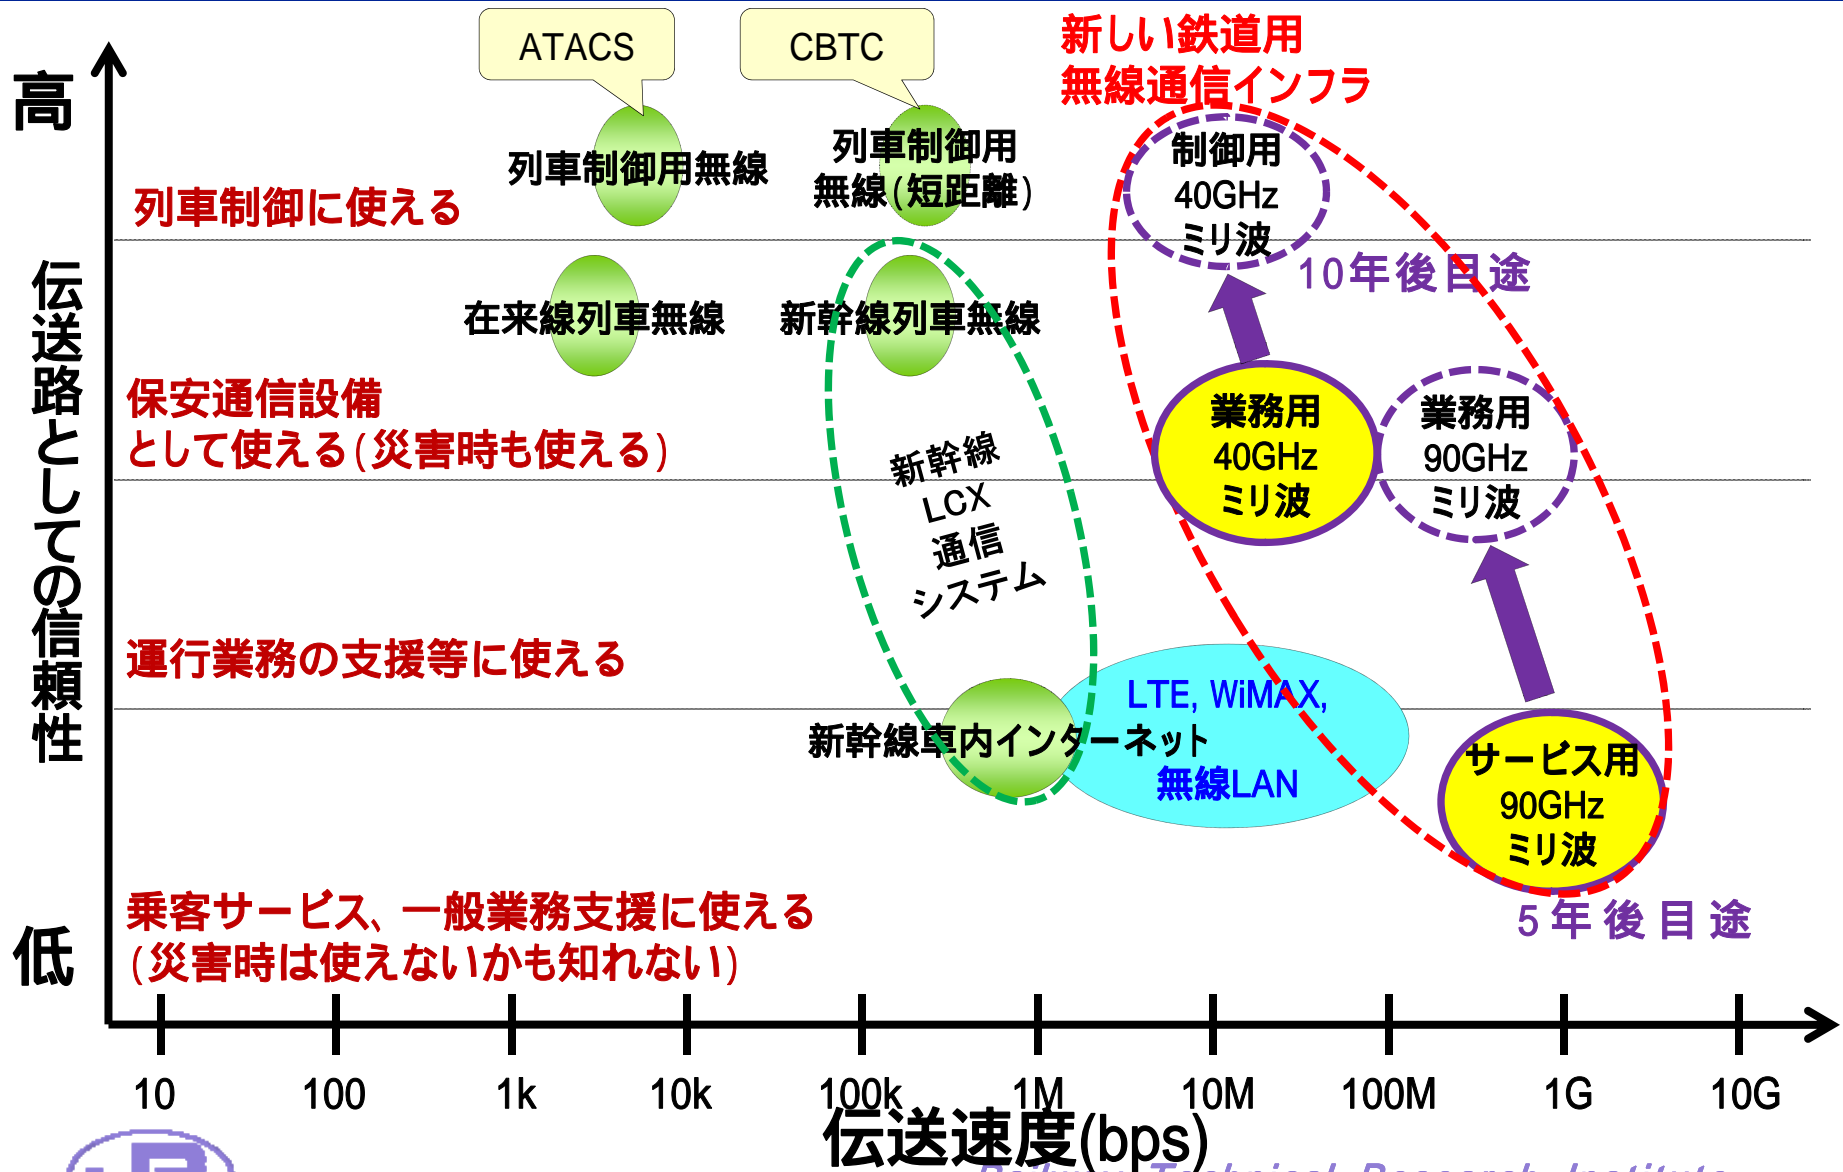 ATACS
CBTC
新しい鉄道用
無線通信インフラ
高
列車制御用無線
列車制御用
無線(短距離)
制御用
40GHz
ミリ波
列車制御に使える
10年後目途
伝送路としての信頼性
在来線列車無線
新幹線列車無線
保安通信設備
として使える(災害時も使える)
業務用
40GHz
ミリ波
業務用
90GHz
ミリ波
新幹線
LCX
通信
システム
運行業務の支援等に使える
LTE, WiMAX,
新幹線車内インターネット
無線LAN
サービス用
90GHz
ミリ波
乗客サービス、一般業務支援に使える
(災害時は使えないかも知れない)
5年後目途
低
10
100
1k
10k
100k
1M
10M
100M
1G
10G
伝送速度(bps)
Railway Technical Research Institute